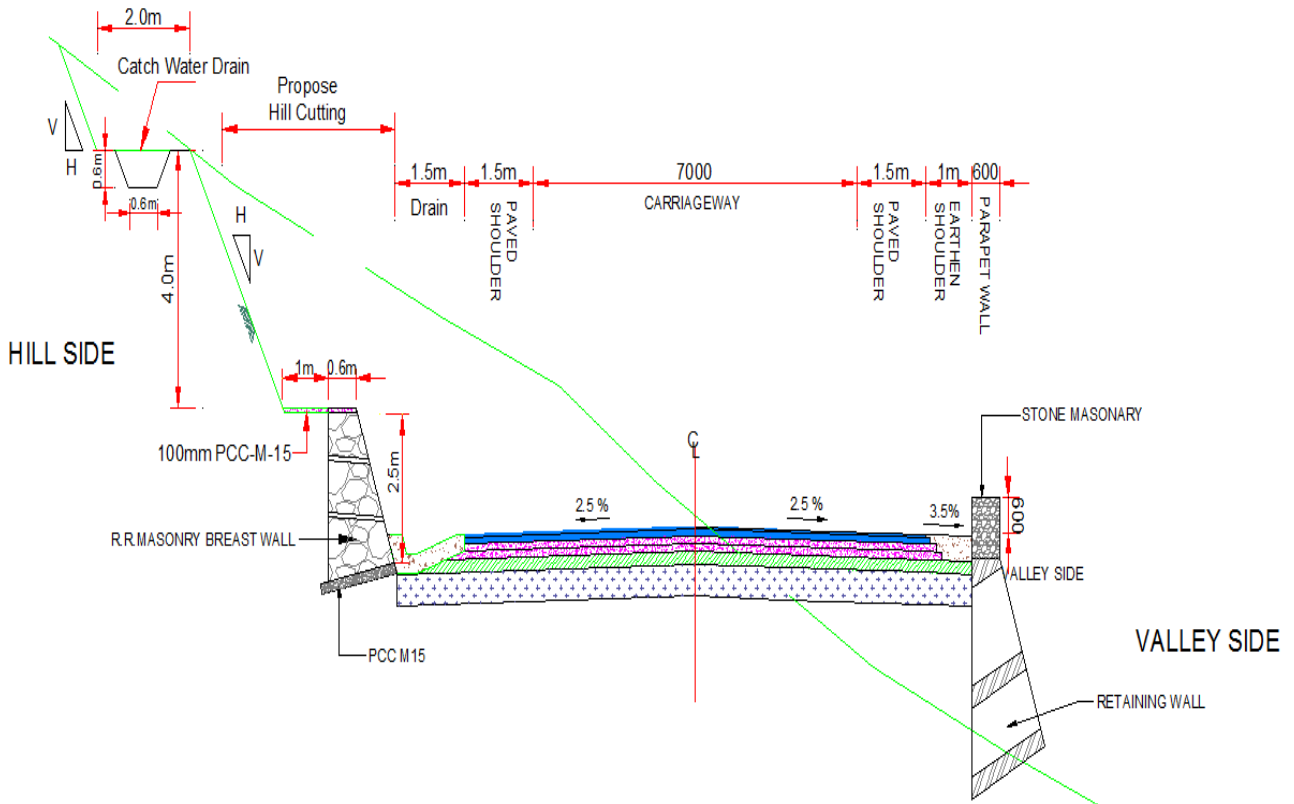 2.0m
Catch Water Drain
Propose
Hill Cutting
V
H
0.6m
0.6m
4.0m
H
V
1.5m
1.5m
7000
1.5m
1m
600
Drain
CARRIAGEWAY
PAVED
SHOULDER
PAVED
SHOULDER
EARTHEN
SHOULDER
PARAPET WALL
HILL SIDE
1m
0.6m
100mm PCC-M-15
2.5m
R.R.MASONRY BREAST WALL
PCC M15
CL
2.5 %
2.5 %
3.5%
STONE MASONARY
600
ALLEY SIDE
VALLEY SIDE
RETAINING WALL